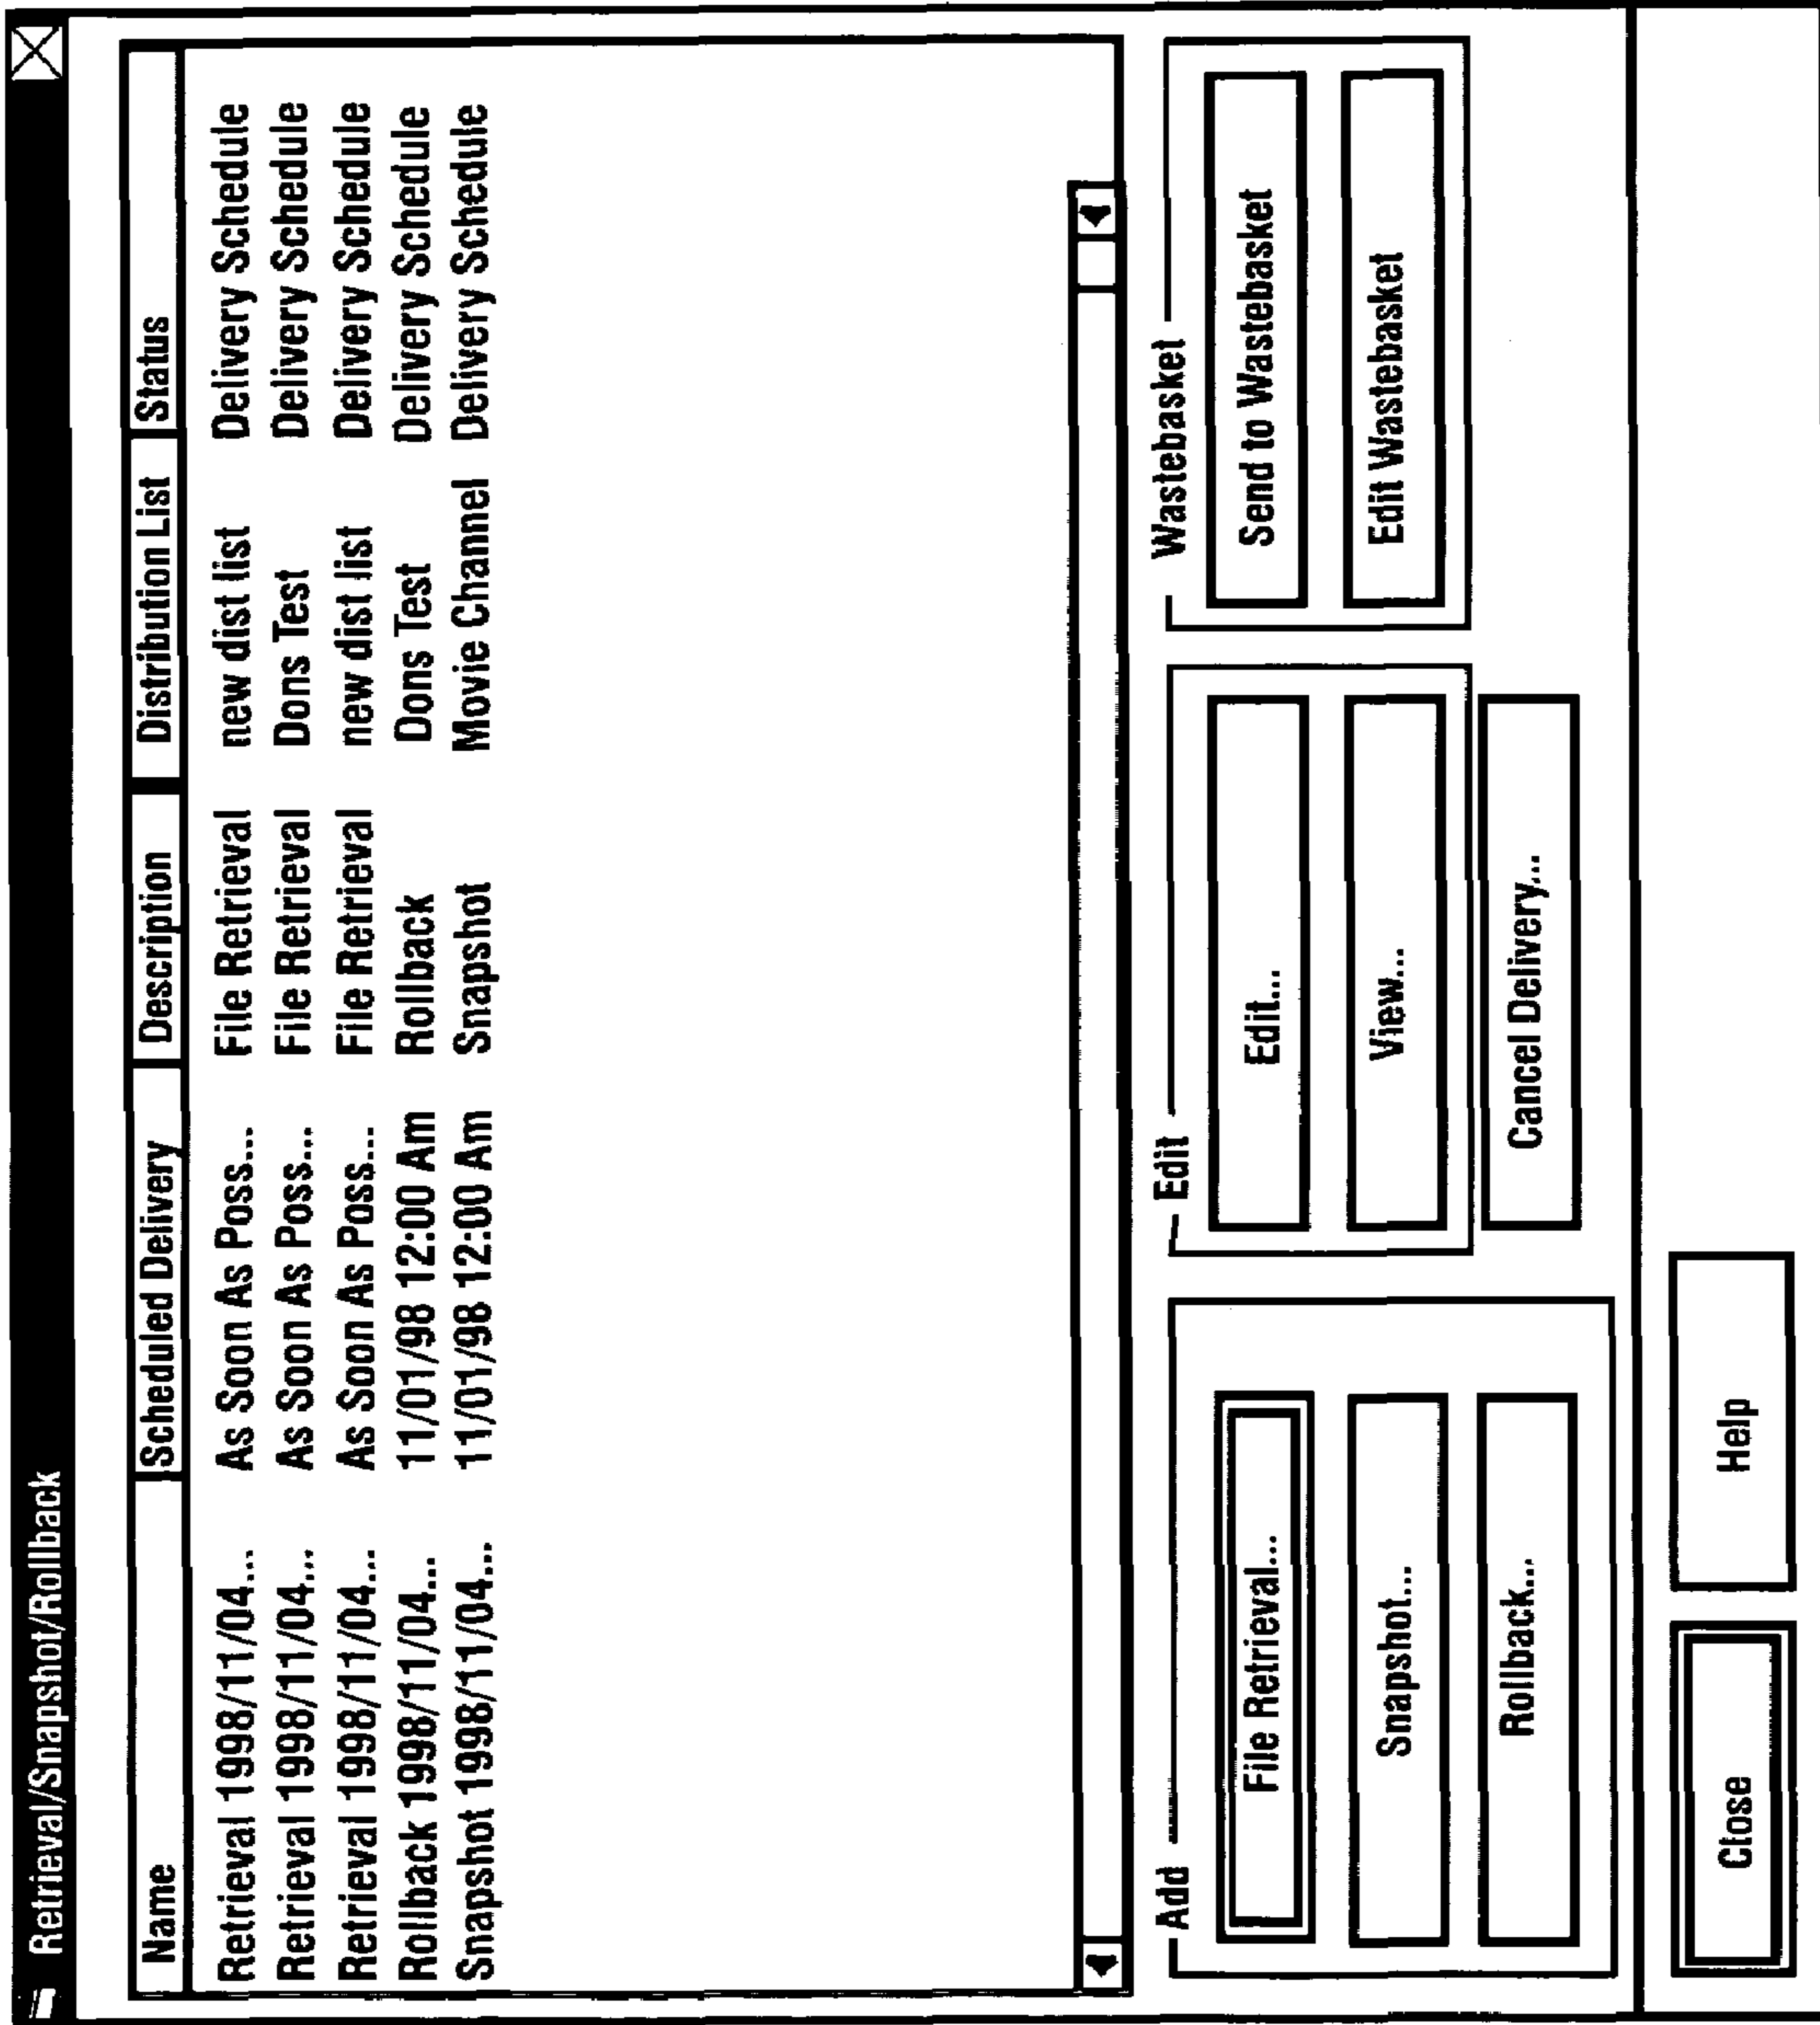 Retrieval/Snapshot/Rollback
Name Scheduled Delivery Description Distribution List Status
Retrieval 1998/11/04... As Soon As Poss... File Retrieval new dist list Delivery Schedule
Retrieval 1998/11/04... As Soon As Poss... File Retrieval Dons Test Delivery Schedule
Retrieval 1998/11/04... As Soon As Poss... File Retrieval new dist list Delivery Schedule
Rollback 1998/11/04... 11/01/98 12:00 Am Rollback Dons Test Delivery Schedule
Snapshot 1998/11/04... 11/01/98 12:00 Am Snapshot Movie Channel Delivery Schedule
Add Edit Wastebasket
File Retrieval... Edit... Send to Wastebasket
Snapshot... View... Edit Wastebasket
Rollback... Cancel Delivery...
Close Help